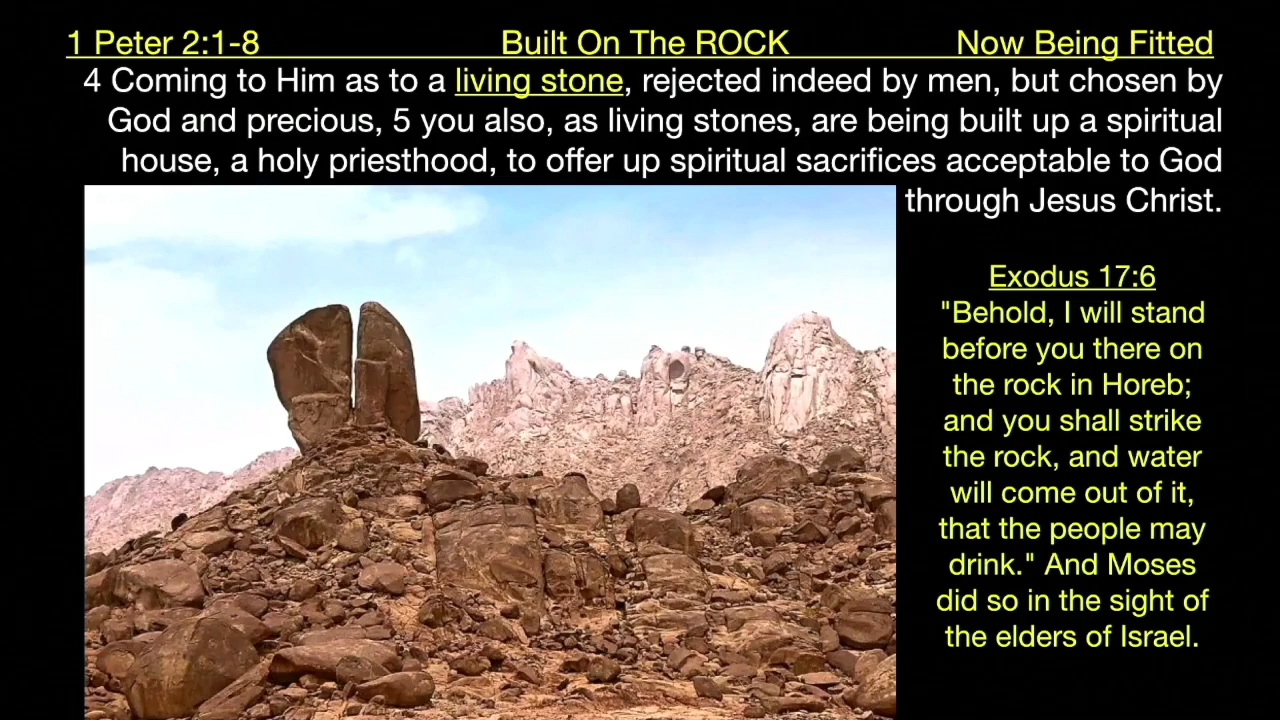 1 Peter 2:1-8 Built On The ROCK Now Being Fitted
4 Coming to Him as to a living stone, rejected indeed by men, but chosen by
God and precious, 5 you also, as living stones, are being built up a spiritual
house, a holy priesthood, to offer up spiritual sacrifices acceptable to God
through Jesus Christ.
Exodus 17:6
"Behold, I will stand
before you there on
the rock in Horeb;
and you shall strike
the rock, and water
will come out of it,
that the people may
drink." And Moses
did so in the sight of
the elders of Israel.